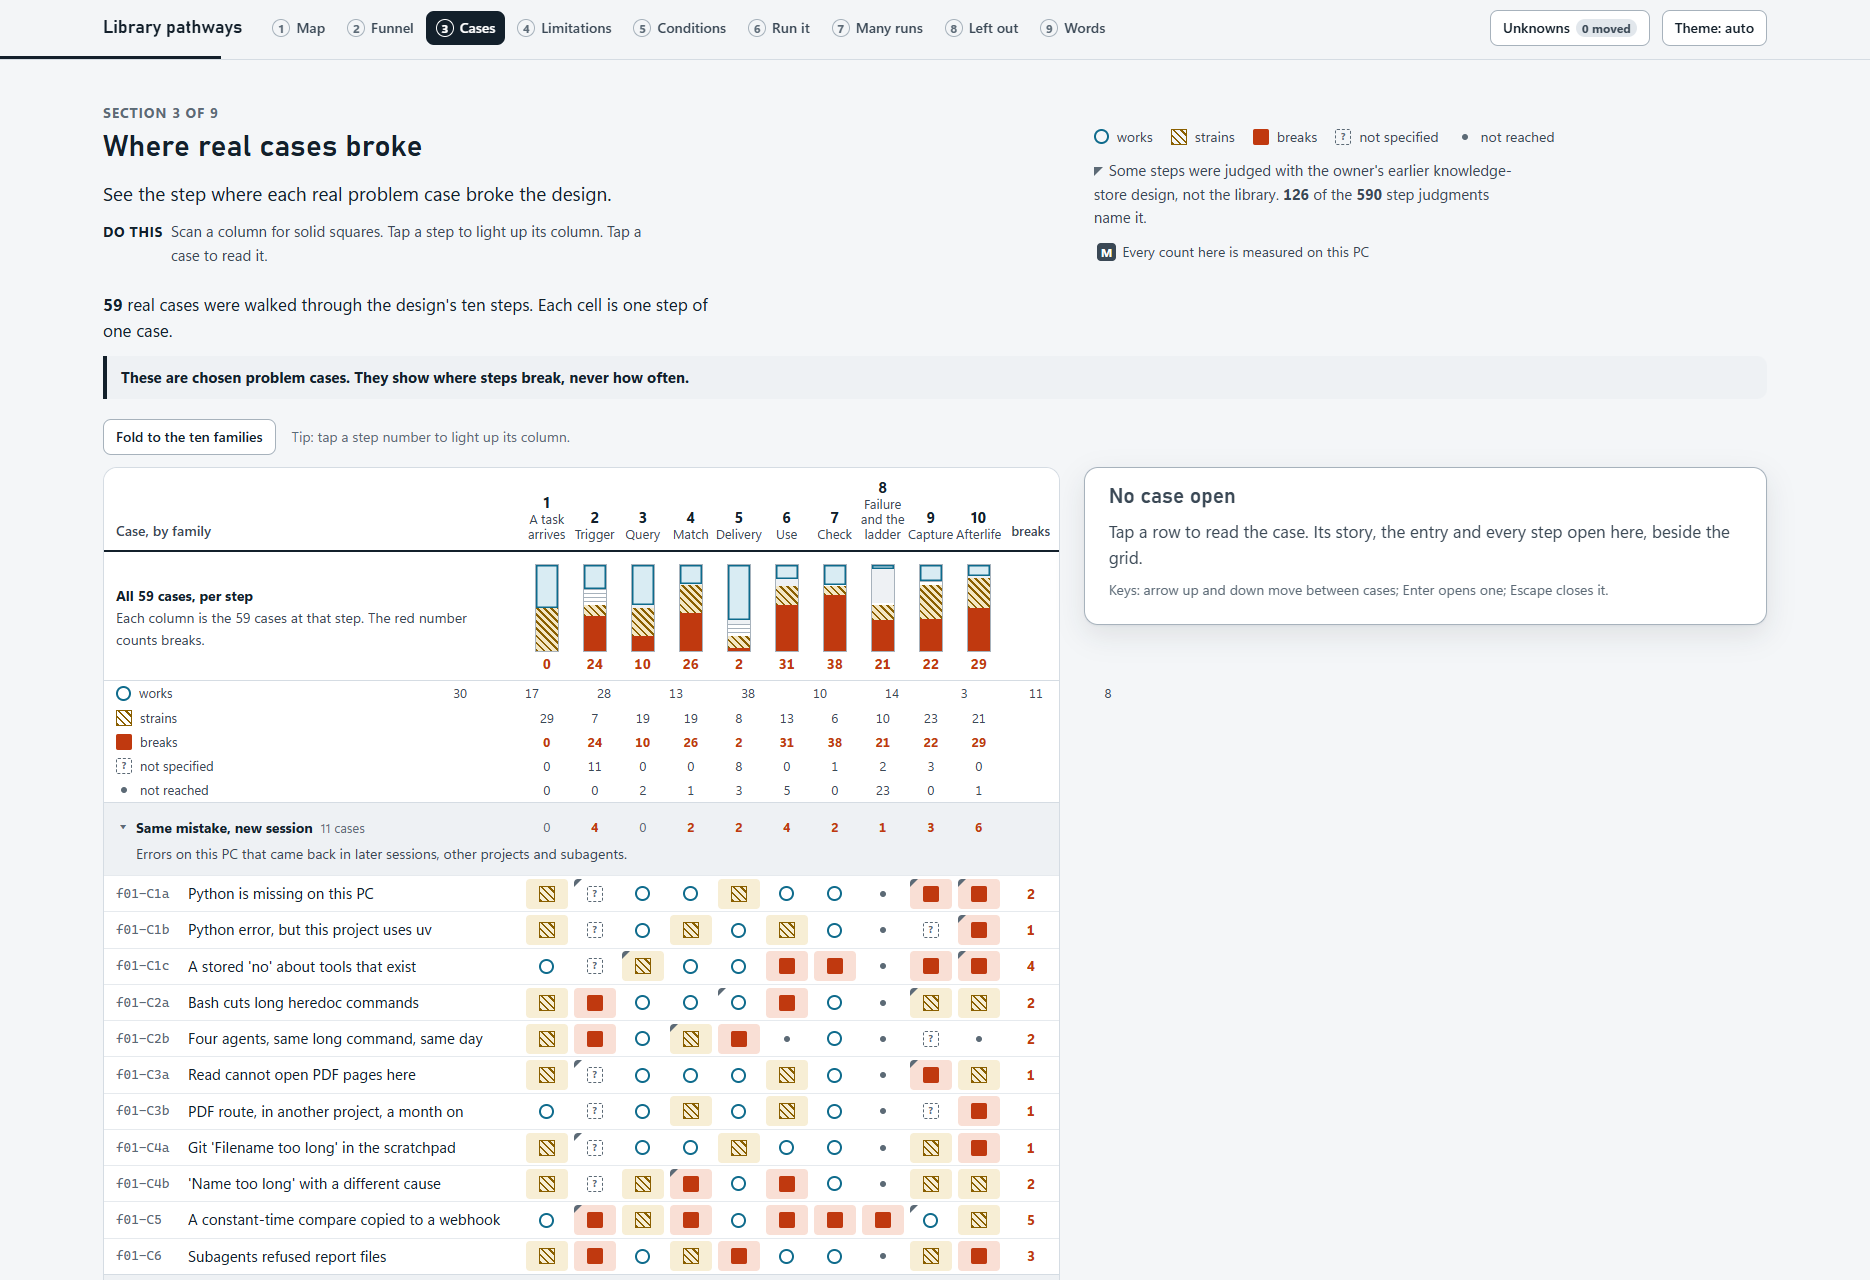 Library pathways
1 Map
2 Funnel
3 Cases
4 Limitations
5 Conditions
6 Run it
7 Many runs
8 Left out
9 Words
Unknowns 0 moved
Theme: auto
SECTION 3 OF 9
Where real cases broke
See the step where each real problem case broke the design.
DO THIS Scan a column for solid squares. Tap a step to light up its column. Tap a
case to read it.
works strains breaks ? not specified not reached
Some steps were judged with the owner's earlier knowledge-
store design, not the library. 126 of the 590 step judgments
name it.
M Every count here is measured on this PC
59 real cases were walked through the design's ten steps. Each cell is one step of
one case.
These are chosen problem cases. They show where steps break, never how often.
Fold to the ten families
Tip: tap a step number to light up its column.
Case, by family
1
A task
arrives
2
Trigger
3
Query
4
Match
5
Delivery
6
Use
7
Check
8
Failure
and the
ladder
9
Capture
10
Afterlife
breaks
All 59 cases, per step
Each column is the 59 cases at that step. The red number
counts breaks.
0 24 10 26 2 31 38 21 22 29
works 30 17 28 13 38 10 14 3 11 8
strains 29 7 19 19 8 13 6 10 23 21
breaks 0 24 10 26 2 31 38 21 22 29
? not specified 0 11 0 0 8 0 1 2 3 0
not reached 0 0 2 1 3 5 0 23 0 1
Same mistake, new session 11 cases 0 4 0 2 2 4 2 1 3 6
Errors on this PC that came back in later sessions, other projects and subagents.
f01-C1a Python is missing on this PC ? 2
f01-C1b Python error, but this project uses uv ? ? 1
f01-C1c A stored 'no' about tools that exist ? 4
f01-C2a Bash cuts long heredoc commands 2
f01-C2b Four agents, same long command, same day ? 2
f01-C3a Read cannot open PDF pages here ? 1
f01-C3b PDF route, in another project, a month on ? ? 1
f01-C4a Git 'Filename too long' in the scratchpad ? 1
f01-C4b 'Name too long' with a different cause ? 2
f01-C5 A constant-time compare copied to a webhook 5
f01-C6 Subagents refused report files 3
No case open
Tap a row to read the case. Its story, the entry and every step open here, beside the
grid.
Keys: arrow up and down move between cases; Enter opens one; Escape closes it.